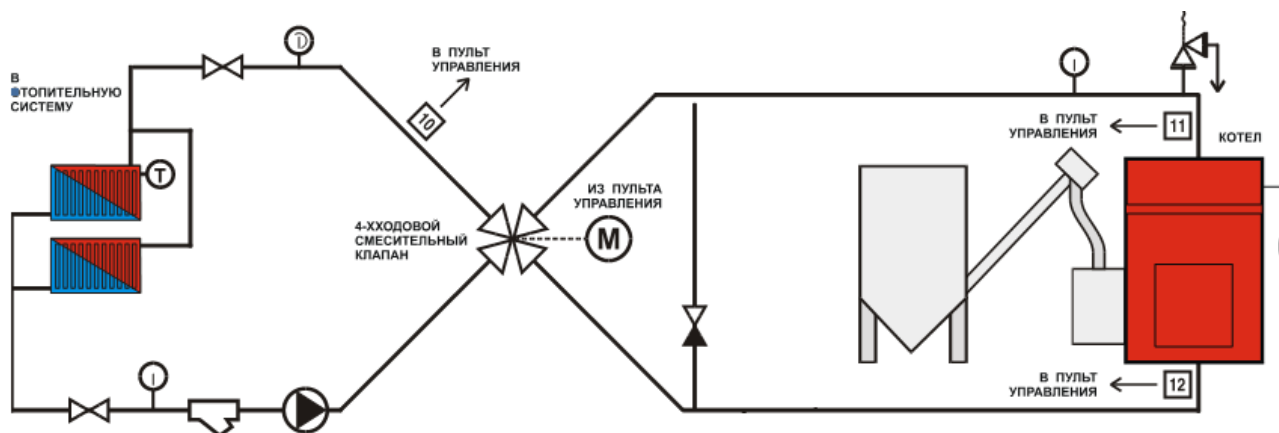 В
ОТОПИТЕЛЬНУЮ
СИСТЕМУ
D
В ПУЛЬТ
УПРАВЛЕНИЯ
10
T
4-ХХОДОВОЙ
СМЕСИТЕЛЬНЫЙ
КЛАПАН
ИЗ ПУЛЬТА
УПРАВЛЕНИЯ
M
I
В ПУЛЬТ
УПРАВЛЕНИЯ
11
КОТЕЛ
В ПУЛЬТ
УПРАВЛЕНИЯ
12
I